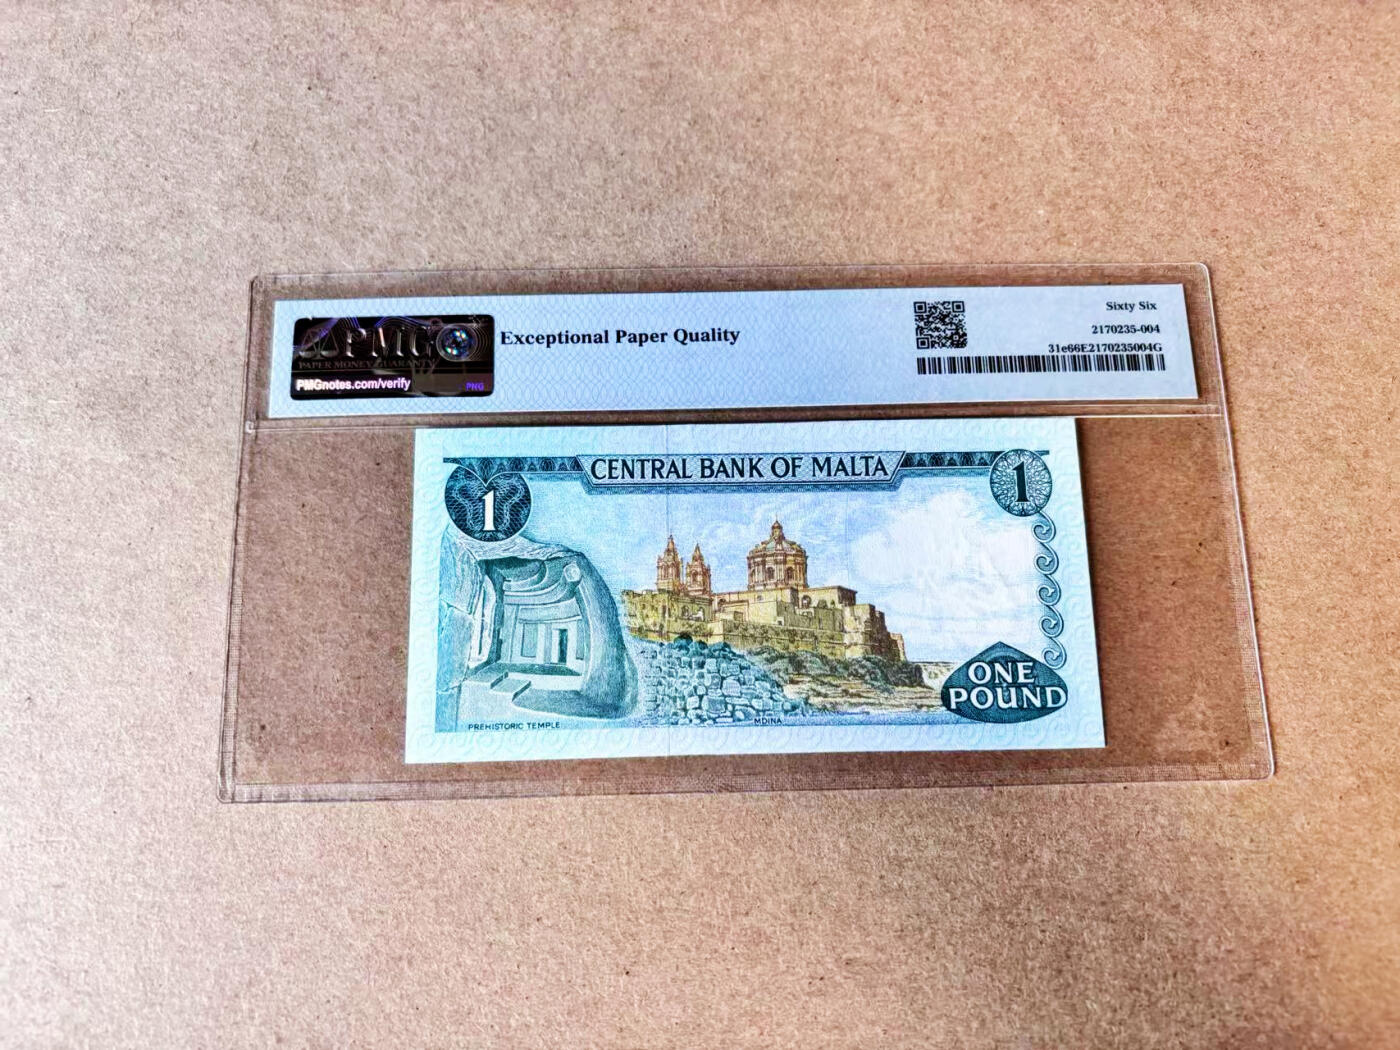 PMG
PAPER MONEY GUARANTY
PMGnotes.com/verify
PNG
Exceptional Paper Quality
Sixty Six
2170235-004
31e66E2170235004G
CENTRAL BANK OF MALTA
1
1
ONE
POUND
PREHISTORIC TEMPLE
MDINA